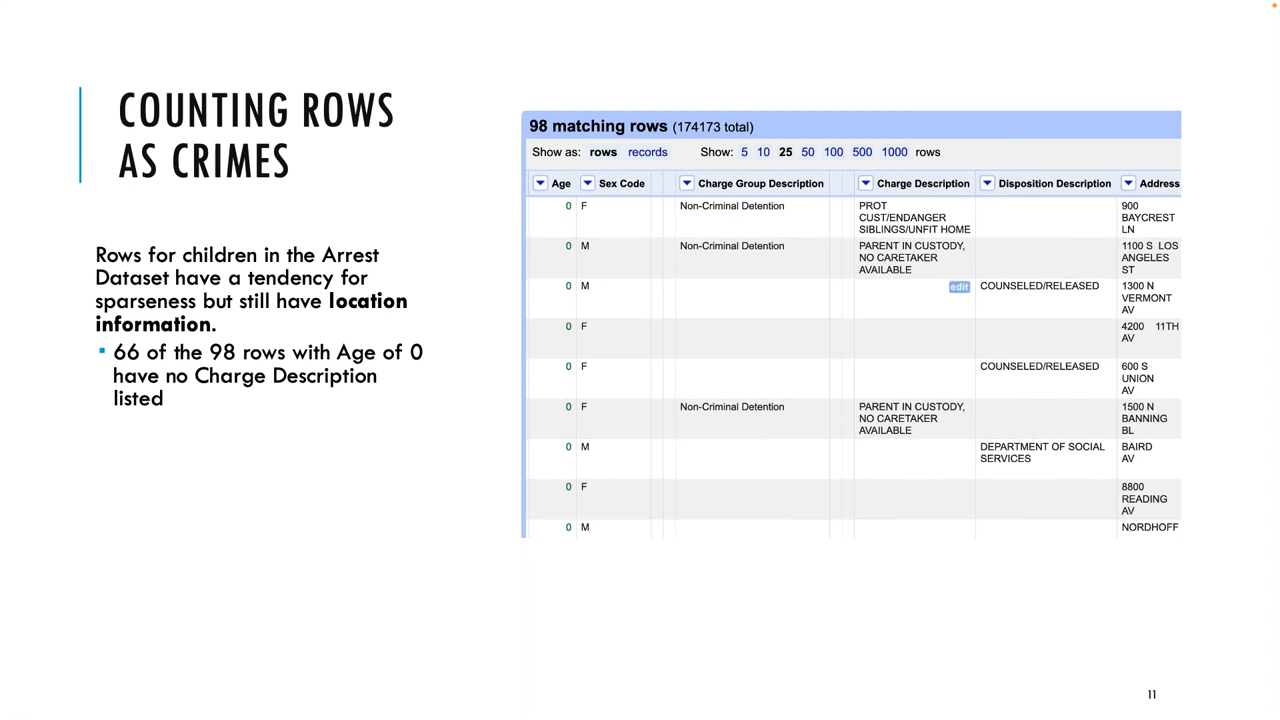 COUNTING ROWS
AS CRIMES
Rows for children in the Arrest
Dataset have a tendency for
sparseness but still have location
information.
▪ 66 of the 98 rows with Age of 0
have no Charge Description
listed
98 matching rows (174173 total)
Show as: rows records Show: 5 10 25 50 100 500 1000 rows
Age Sex Code Charge Group Description Charge Description Disposition Description Address
0 F Non-Criminal Detention PROT 900
CUST/ENDANGER BAYCREST
SIBLINGS/UNFIT HOME LN
0 M Non-Criminal Detention PARENT IN CUSTODY, 1100 S LOS
NO CARETAKER ANGELES
AVAILABLE ST
0 M edit COUNSELED/RELEASED 1300 N
VERMONT
AV
0 F 4200 11TH
AV
0 F COUNSELED/RELEASED 600 S
UNION
AV
0 F Non-Criminal Detention PARENT IN CUSTODY, 1500 N
NO CARETAKER BANNING
AVAILABLE BL
0 M DEPARTMENT OF SOCIAL BAIRD
SERVICES AV
0 F 8800
READING
AV
0 M NORDHOFF
11